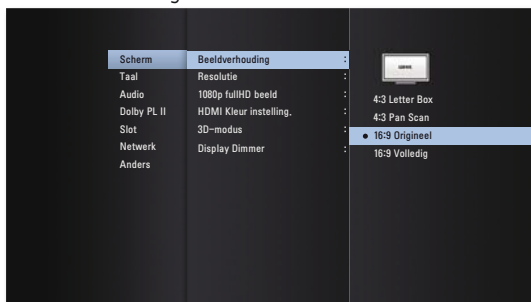 Scherm
Taal
Audio
Dolby PL II
Slot
Netwerk
Anders
Beeldverhouding :
Resolutie :
1080p fullHD beeld :
HDMI Kleur instelling. :
3D-modus :
Display Dimmer :
4:3 Letter Box
4:3 Pan Scan
● 16:9 Origineel
16:9 Volledig